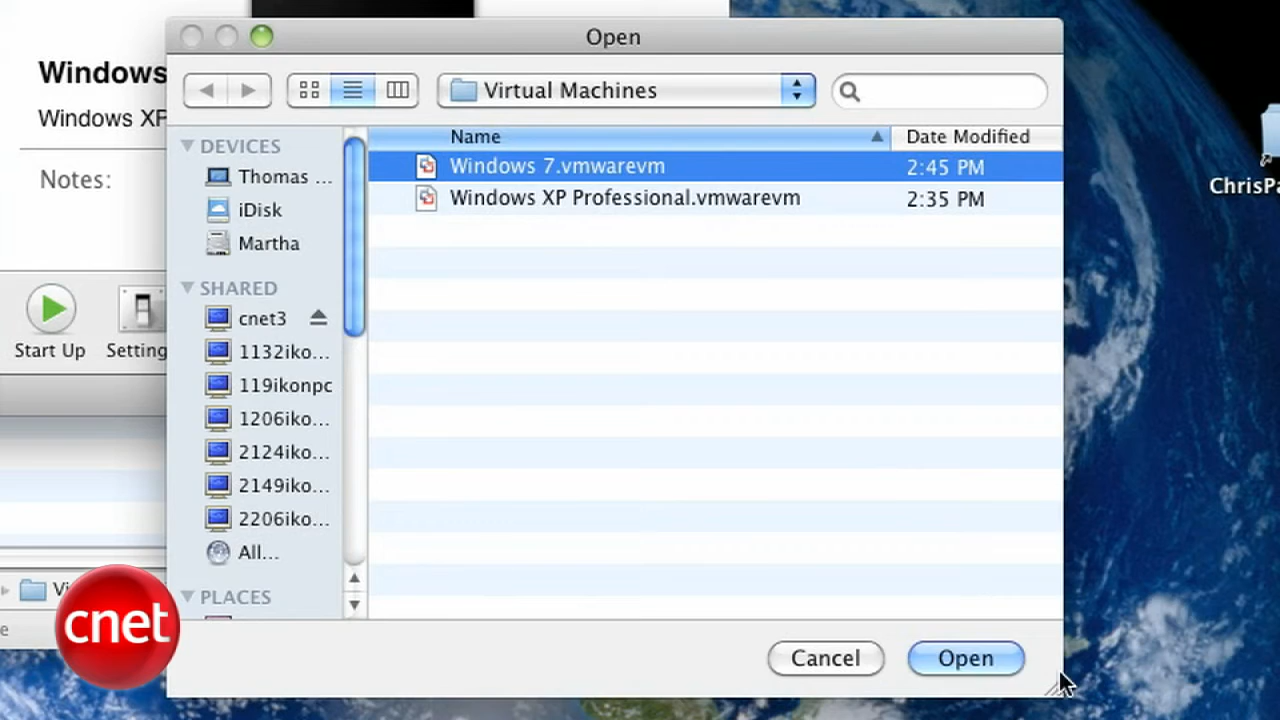 Open
Windows
Windows XP
Notes:
Start Up
Setting
Virtual Machines
Name
Date Modified
Windows 7.vmwarevm
2:45 PM
Windows XP Professional.vmwarevm
2:35 PM
DEVICES
Thomas ...
iDisk
Martha
SHARED
cnet3
1132iko...
119ikonpc
1206iko...
2124iko...
2149iko...
2206iko...
All...
PLACES
Vi
e
cnet
Cancel
Open
ChrisPa